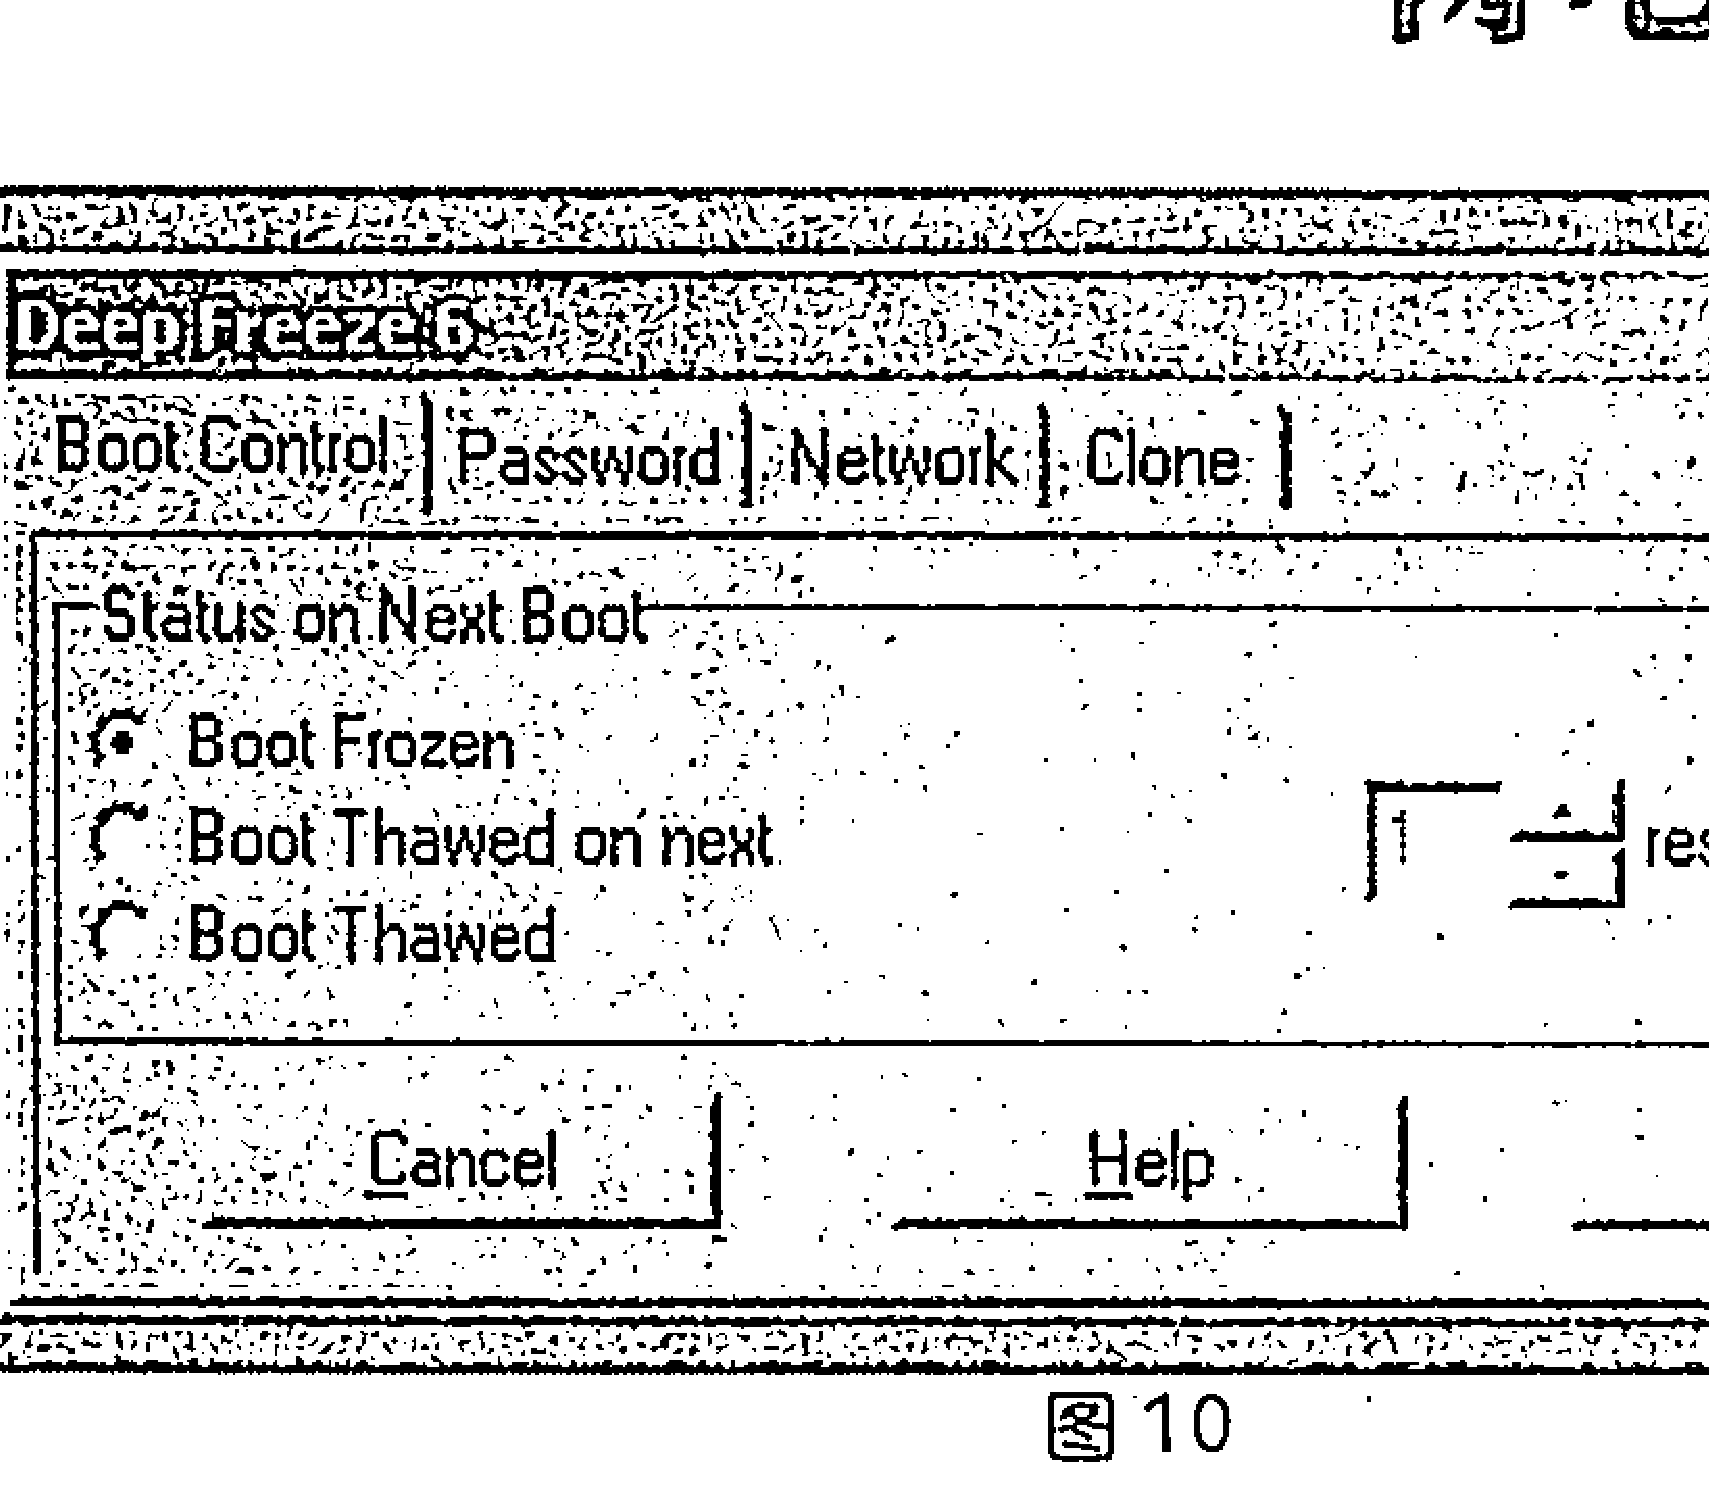 Deep Freeze 6
Boot Control Password Network Clone
Status on Next Boot
Boot Frozen
Boot Thawed on next 1
Boot Thawed
Cancel Help
图 10